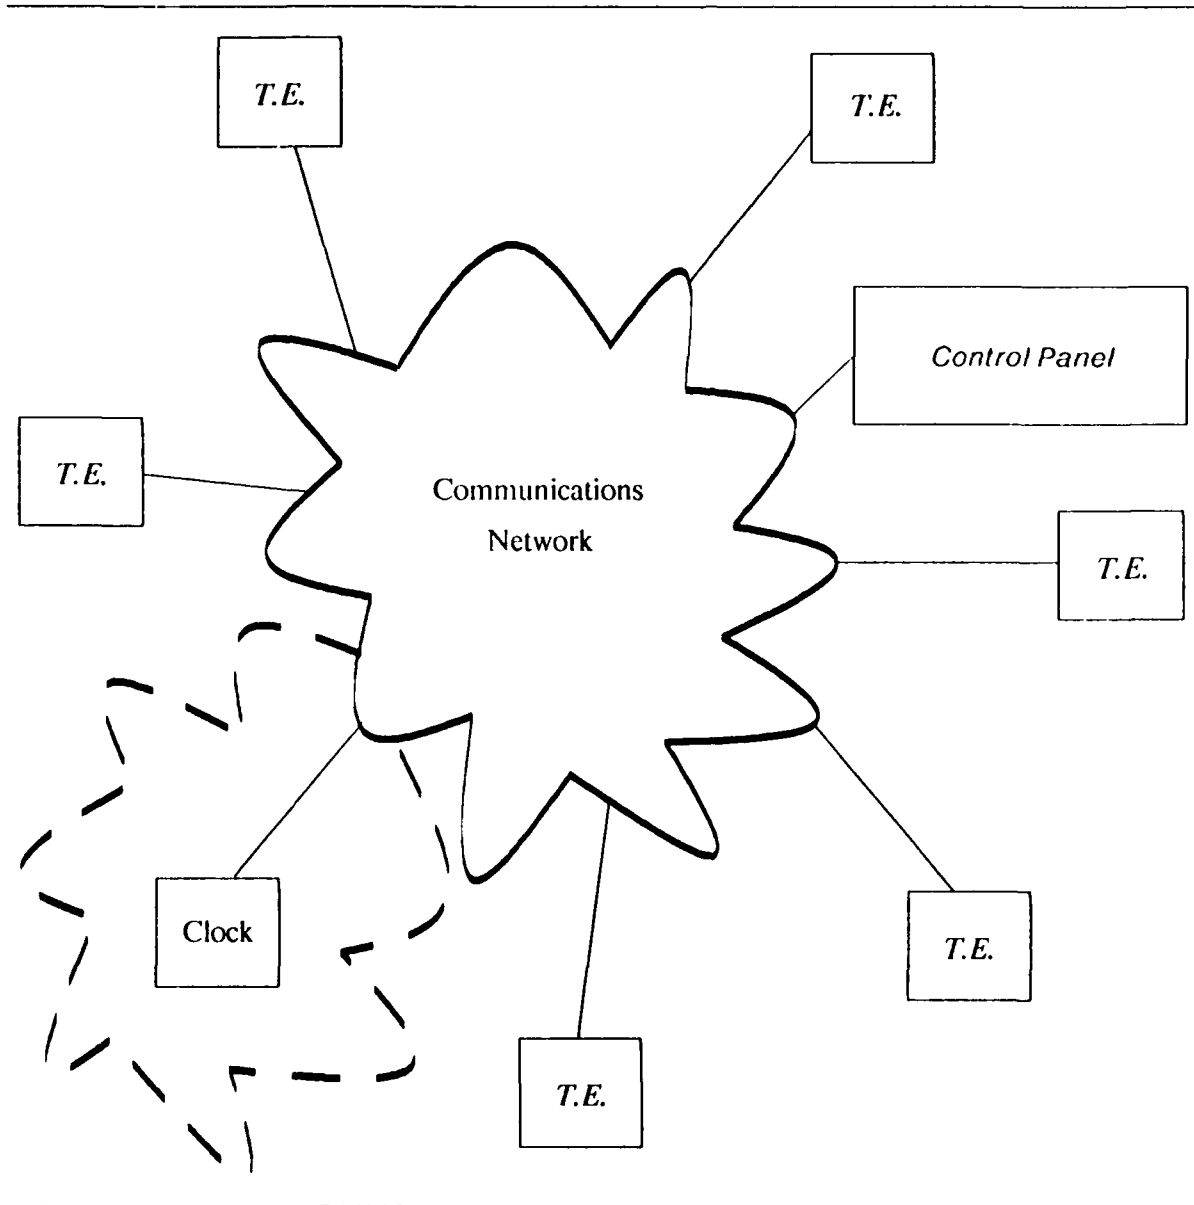 T.E.
T.E.
Control Panel
T.E.
Communications
Network
T.E.
Clock
T.E.
T.E.